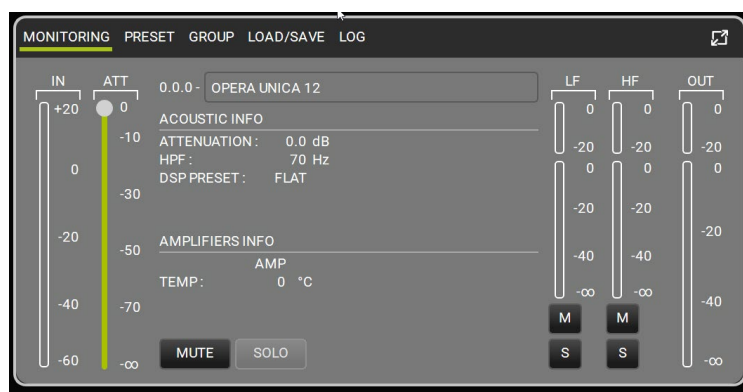 MONITORING PRESET GROUP LOAD/SAVE LOG
IN ATT LF HF OUT
0.0.0 - OPERA UNICA 12
+20 0 0 0 0
ACOUSTIC INFO
-10 -20 -20 -20
ATTENUATION : 0.0 dB
HPF : 70 Hz
0 0 0 0
DSP PRESET : FLAT
-30
-20 -20
-20 -20
AMPLIFIERS INFO
-50 -40 -40
AMP
TEMP : 0 °C
-∞ -∞
-40 -70 -40
M M
MUTE SOLO S S
-60 -∞ -∞